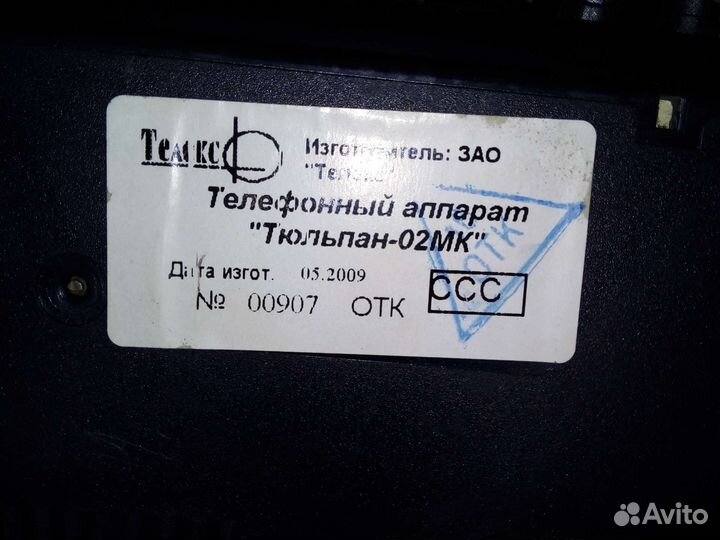 Телекс
Изготовитель: ЗАО
"Телекс"
Телефонный аппарат
"Тюльпан-02МК"
Дата изгот. 05.2009
№ 00907 ОТК ССС
ОТК
Avito